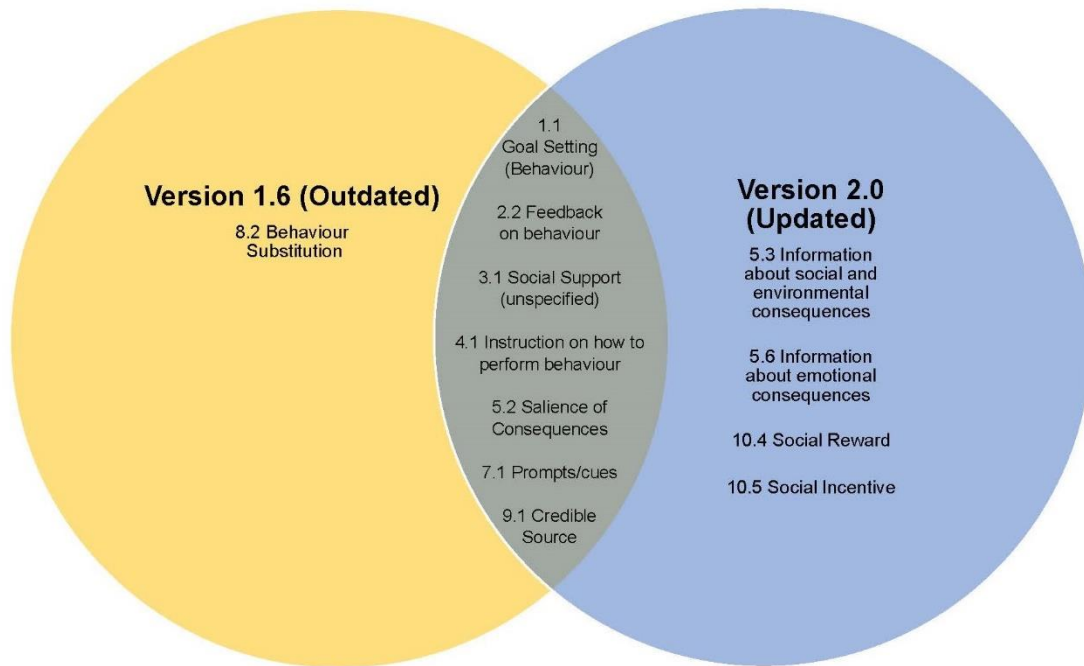 Version 1.6 (Outdated)
8.2 Behaviour
Substitution
1.1
Goal Setting
(Behaviour)
2.2 Feedback
on behaviour
3.1 Social Support
(unspecified)
4.1 Instruction on how to
perform behaviour
5.2 Salience of
Consequences
7.1 Prompts/cues
9.1 Credible
Source
Version 2.0
(Updated)
5.3 Information
about social and
environmental
consequences
5.6 Information
about emotional
consequences
10.4 Social Reward
10.5 Social Incentive